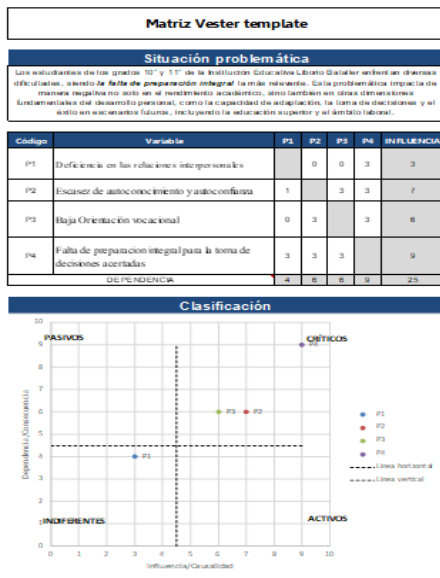 Matriz Vester template
Situación problemática
Los estudiantes de los grados 10° y 11° de la Institución Educativa Liborio Bataller enfrentan diversas
dificultades, siendo la falta de preparación integral la más relevante. Esta problemática impacta de
manera negativa no solo en el rendimiento académico, sino también en otras dimensiones
fundamentales del desarrollo personal, como la capacidad de adaptación, la toma de decisiones y el
éxito en escenarios futuros, incluyendo la educación superior y el ámbito laboral.
Código Variable P1 P2 P3 P4 INFLUENCIA
P1 Deficiencia en las relaciones interpersonales 0 0 3 3
P2 Escasez de autoconocimiento y autoconfianza 1 3 3 7
P3 Baja Orientación vocacional 0 3 3 6
P4 Falta de preparacion integral para la toma de
decisiones acertadas 3 3 3 9
DEPENDENCIA 4 6 6 9 25
Clasificación
10
PASIVOS CRÍTICOS
9 P4
8
7
6 P3 P2
5
4 P1
3
2
1 INDIFERENTES ACTIVOS
0
0 1 2 3 4 5 6 7 8 9 10
Dependencia/Consecuencia
Influencia/Causalidad
P1
P2
P3
P4
Línea horizontal
Línea vertical